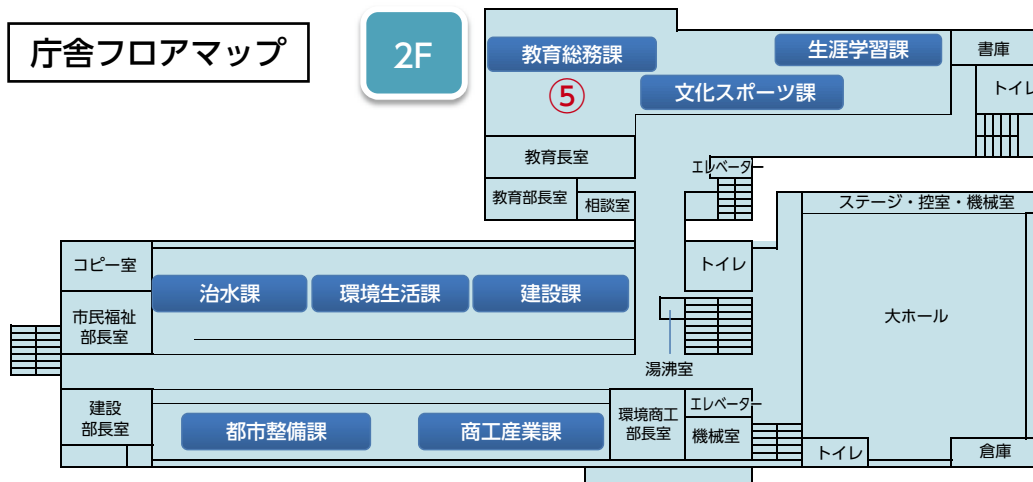 庁舎フロアマップ
2F
教育総務課
生涯学習課
書庫
⑤
文化スポーツ課
トイレ
教育長室
エレベーター
教育部長室
相談室
ステージ・控室・機械室
コピー室
トイレ
治水課
環境生活課
建設課
市民福祉
部長室
大ホール
湯沸室
建設
部長室
都市整備課
商工産業課
環境商工
部長室
エレベーター
機械室
トイレ
倉庫